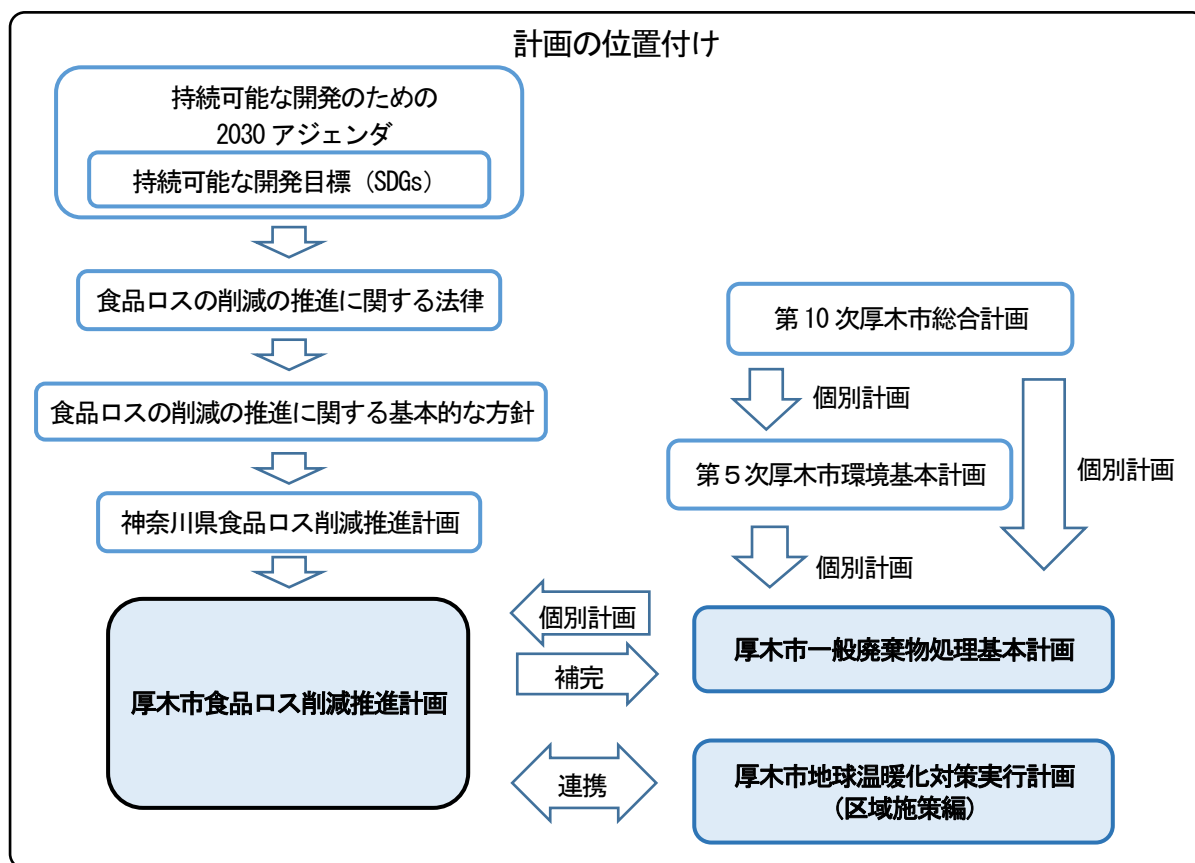 計画の位置付け
持続可能な開発のための
2030 アジェンダ
持続可能な開発目標（SDGs）
食品ロスの削減の推進に関する法律
食品ロスの削減の推進に関する基本的な方針
神奈川県食品ロス削減推進計画
厚木市食品ロス削減推進計画
第 10 次厚木市総合計画
個別計画
個別計画
第５次厚木市環境基本計画
個別計画
個別計画
補完
連携
厚木市一般廃棄物処理基本計画
厚木市地球温暖化対策実行計画
（区域施策編）